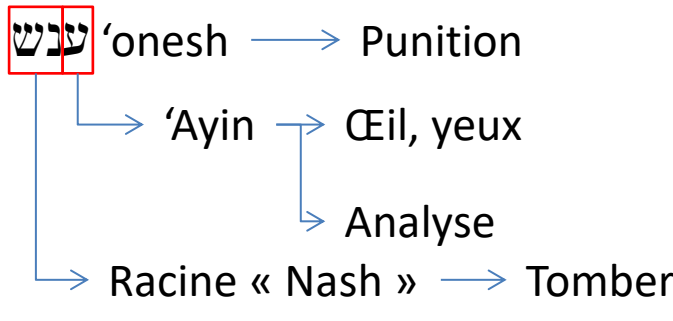 ענש ‘onesh Punition
‘Ayin Œil, yeux
Analyse
Racine « Nash » Tomber